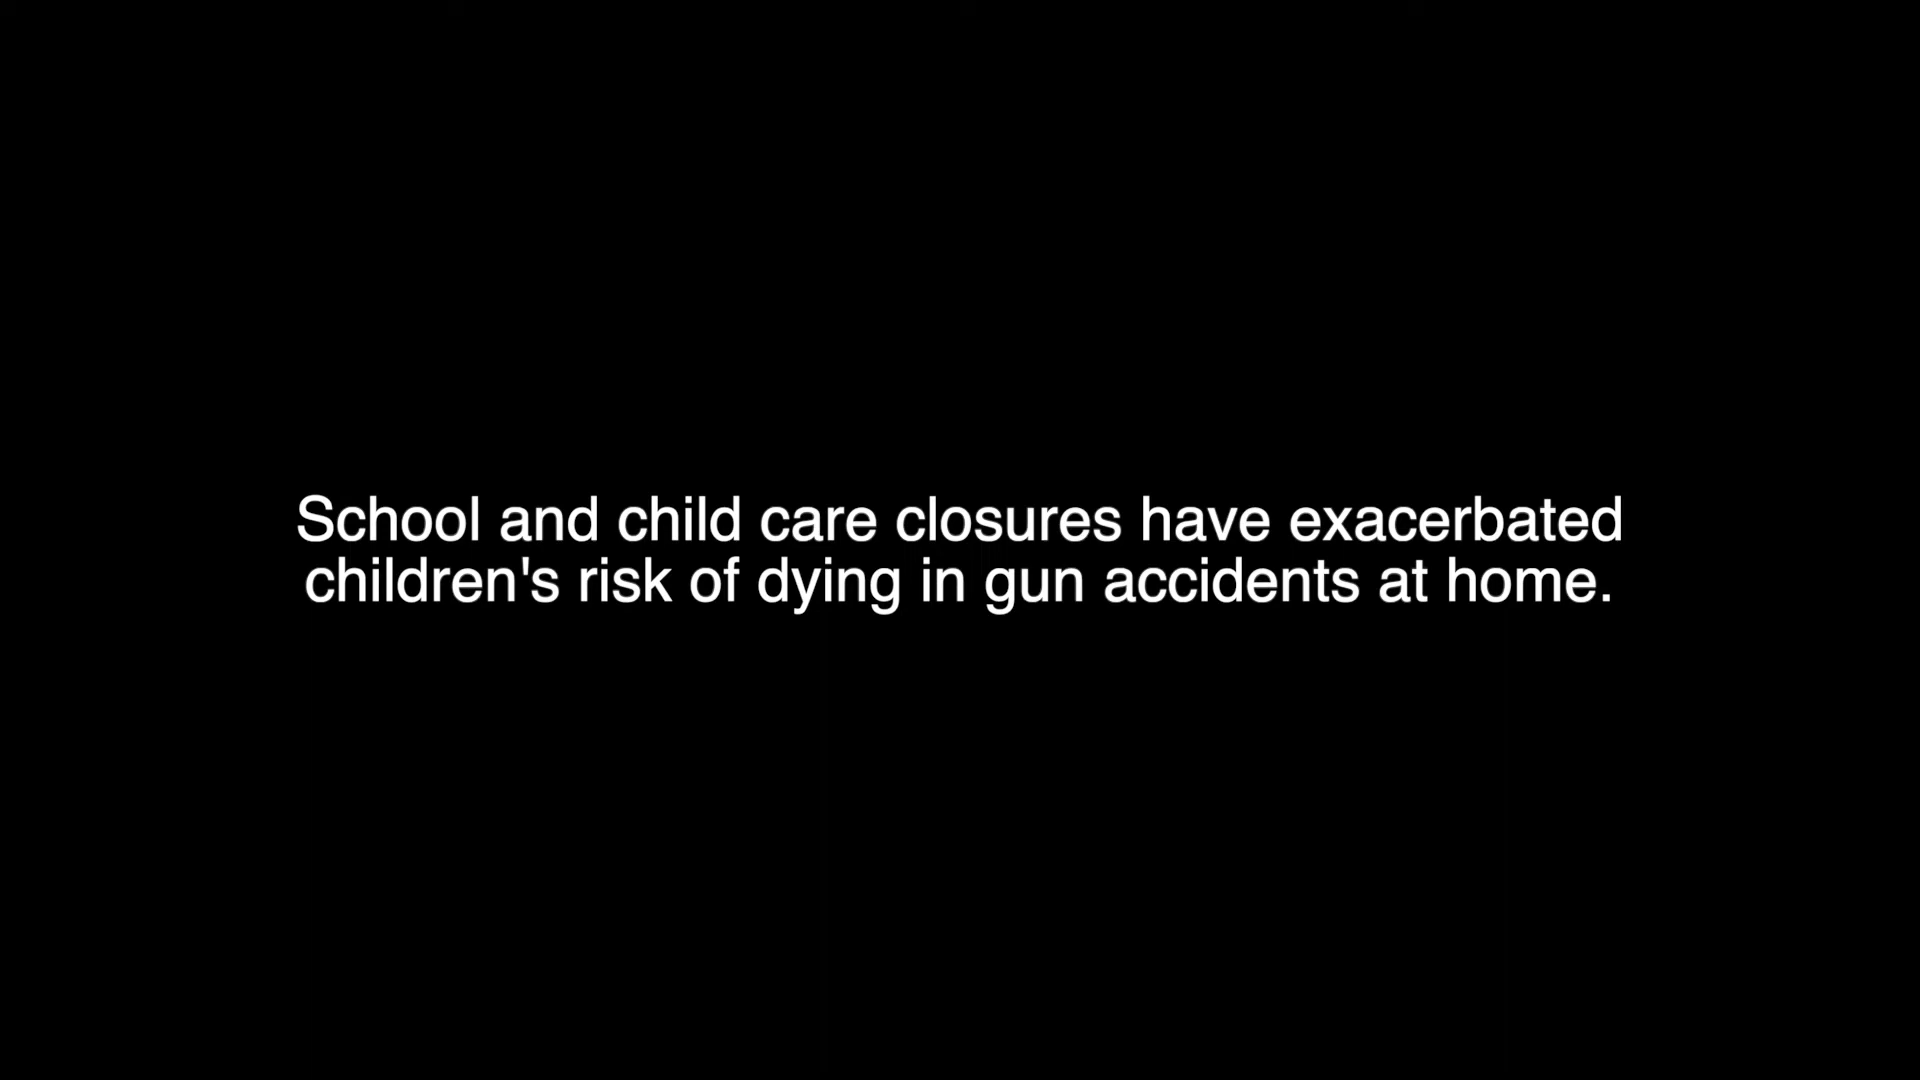 School and child care closures have exacerbated
children's risk of dying in gun accidents at home.